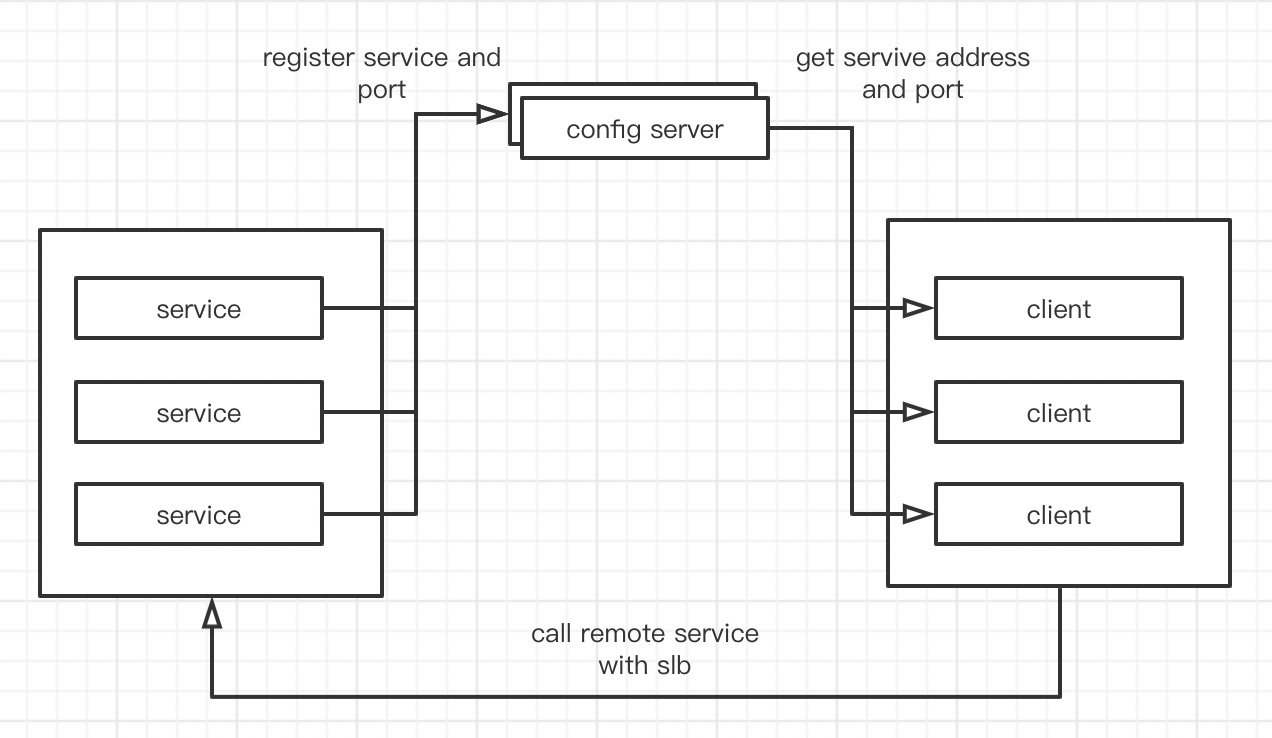 register service and
port
get servive address
and port
config server
service
service
service
client
client
client
call remote service
with slb